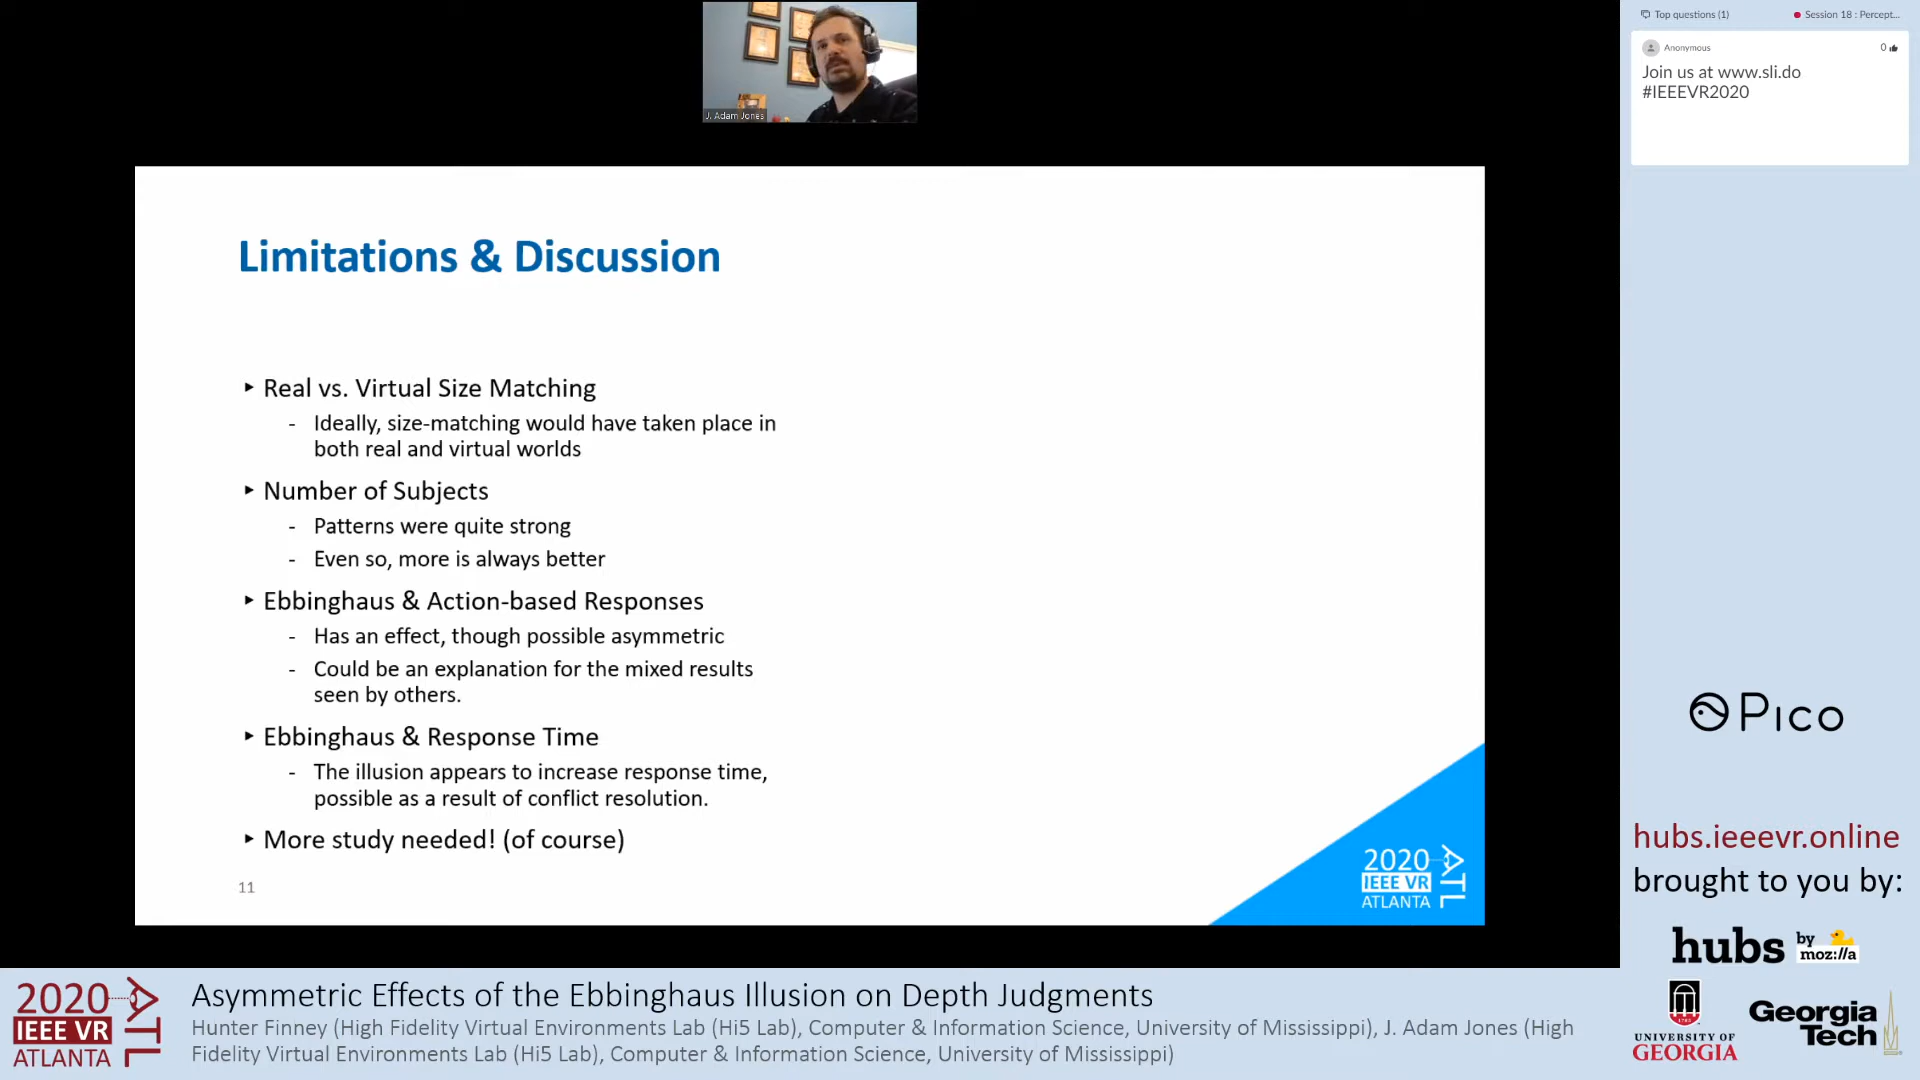 J. Adam Jones
Top questions (1)
Session 18 : Percept...
Anonymous
0
Join us at www.sli.do
#IEEEVR2020
Limitations & Discussion
▸ Real vs. Virtual Size Matching
- Ideally, size-matching would have taken place in
both real and virtual worlds
▸ Number of Subjects
- Patterns were quite strong
- Even so, more is always better
▸ Ebbinghaus & Action-based Responses
- Has an effect, though possible asymmetric
- Could be an explanation for the mixed results
seen by others.
▸ Ebbinghaus & Response Time
- The illusion appears to increase response time,
possible as a result of conflict resolution.
▸ More study needed! (of course)
11
2020
IEEE VR
ATLANTA
ATL
Pico
hubs.ieeevr.online
brought to you by:
hubs
by
moz://a
UNIVERSITY OF
GEORGIA
Georgia
Tech
2020
IEEE VR
ATLANTA
ATL
Asymmetric Effects of the Ebbinghaus Illusion on Depth Judgments
Hunter Finney (High Fidelity Virtual Environments Lab (Hi5 Lab), Computer & Information Science, University of Mississippi), J. Adam Jones (High
Fidelity Virtual Environments Lab (Hi5 Lab), Computer & Information Science, University of Mississippi)